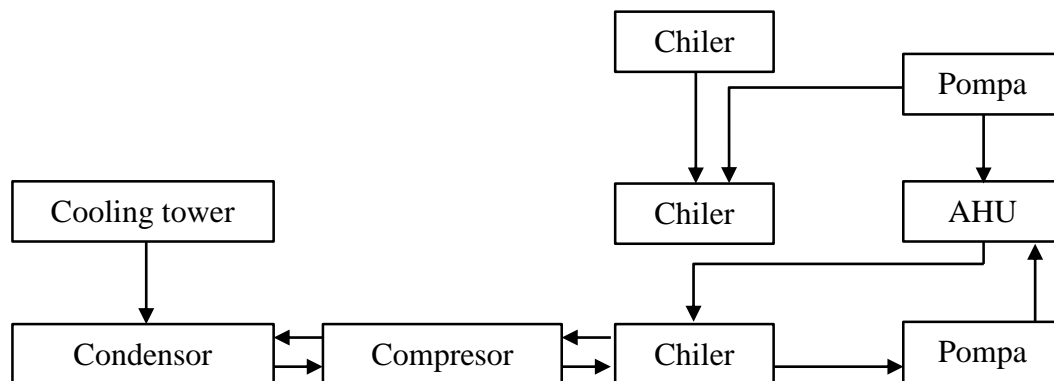 Chiler
Pompa
Chiler
AHU
Cooling tower
Condensor
Compresor
Chiler
Pompa